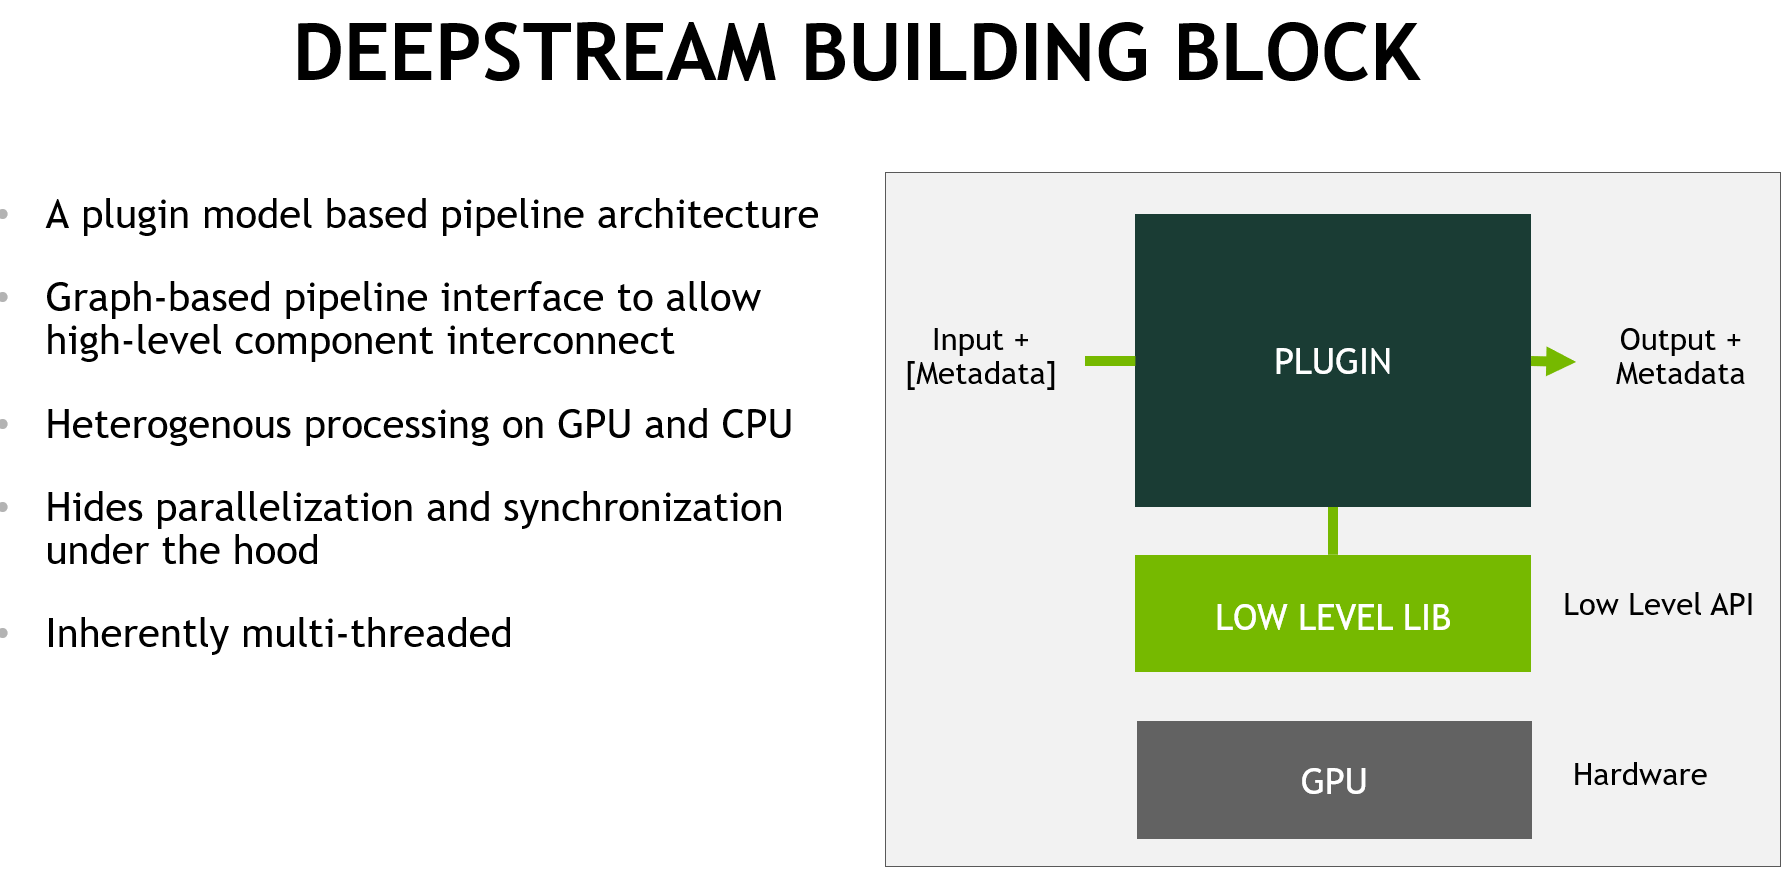 DEEPSTREAM BUILDING BLOCK
• A plugin model based pipeline architecture
• Graph-based pipeline interface to allow
high-level component interconnect
• Heterogenous processing on GPU and CPU
• Hides parallelization and synchronization
under the hood
• Inherently multi-threaded
Input +
[Metadata]
PLUGIN
Output +
Metadata
LOW LEVEL LIB
Low Level API
GPU
Hardware